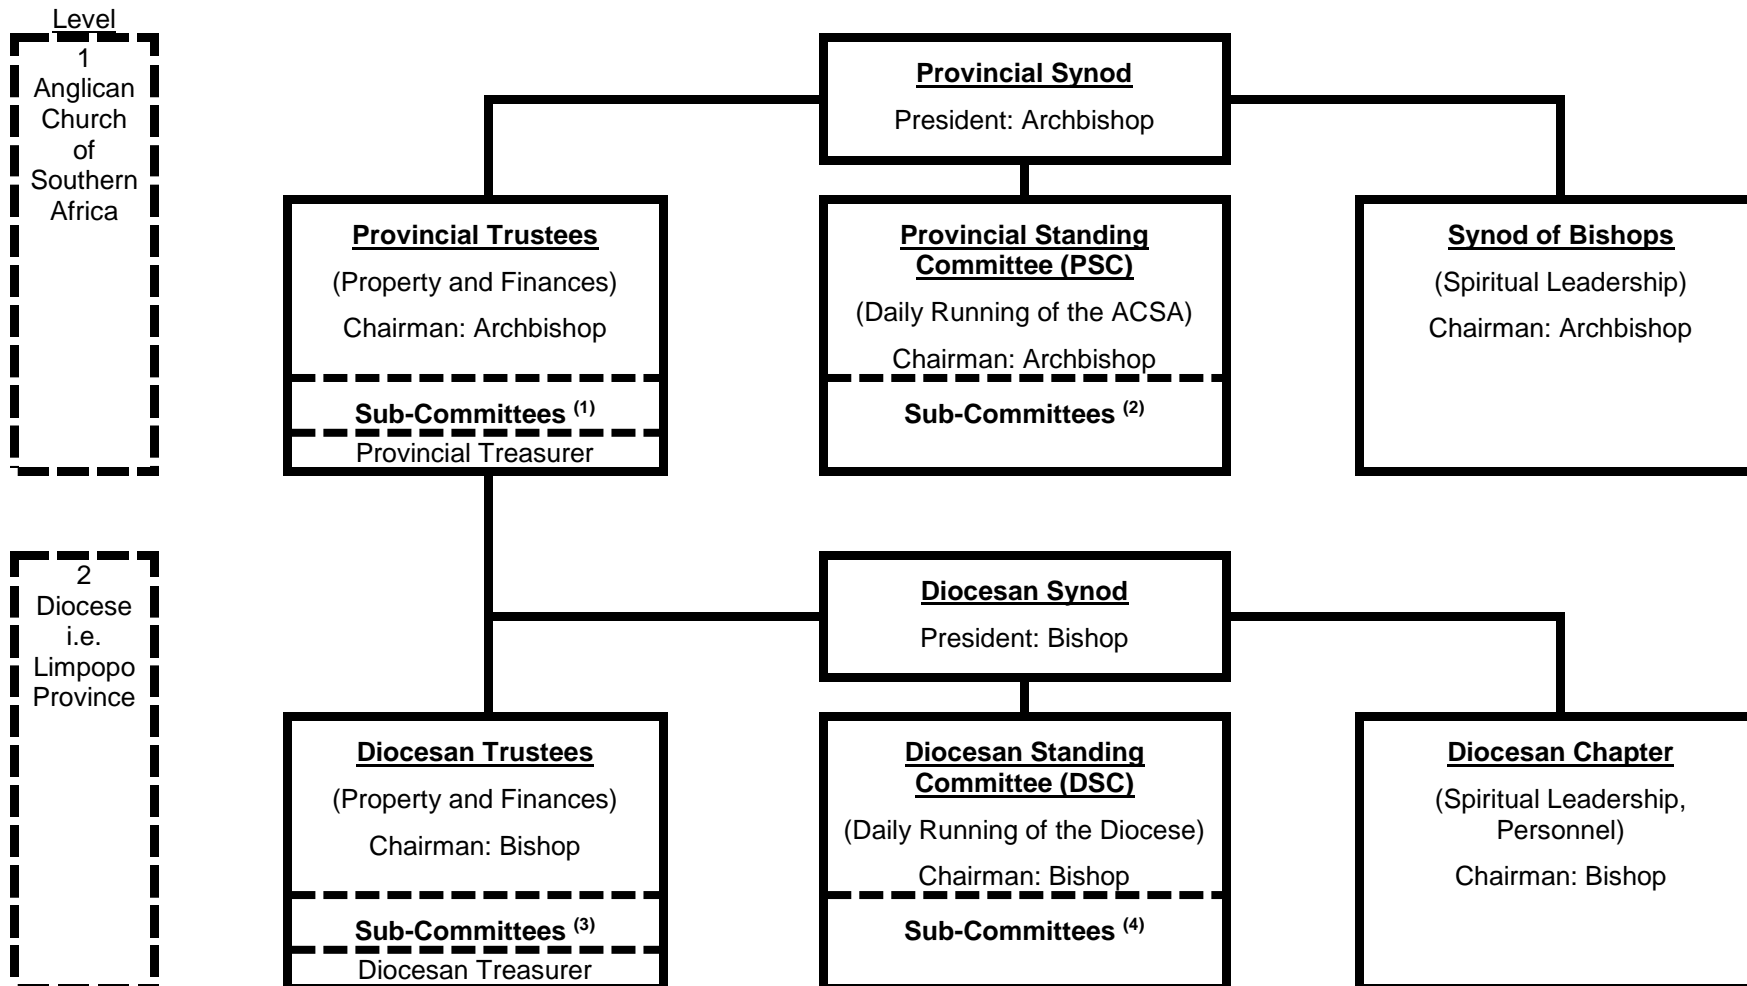 Level
1
Anglican
Church
of
Southern
Africa
Provincial Synod
President: Archbishop
Provincial Trustees
(Property and Finances)
Chairman: Archbishop
Sub-Committees (1)
Provincial Treasurer
Provincial Standing
Committee (PSC)
(Daily Running of the ACSA)
Chairman: Archbishop
Sub-Committees (2)
Synod of Bishops
(Spiritual Leadership)
Chairman: Archbishop
2
Diocese
i.e.
Limpopo
Province
Diocesan Synod
President: Bishop
Diocesan Trustees
(Property and Finances)
Chairman: Bishop
Sub-Committees (3)
Diocesan Treasurer
Diocesan Standing
Committee (DSC)
(Daily Running of the Diocese)
Chairman: Bishop
Sub-Committees (4)
Diocesan Chapter
(Spiritual Leadership,
Personnel)
Chairman: Bishop